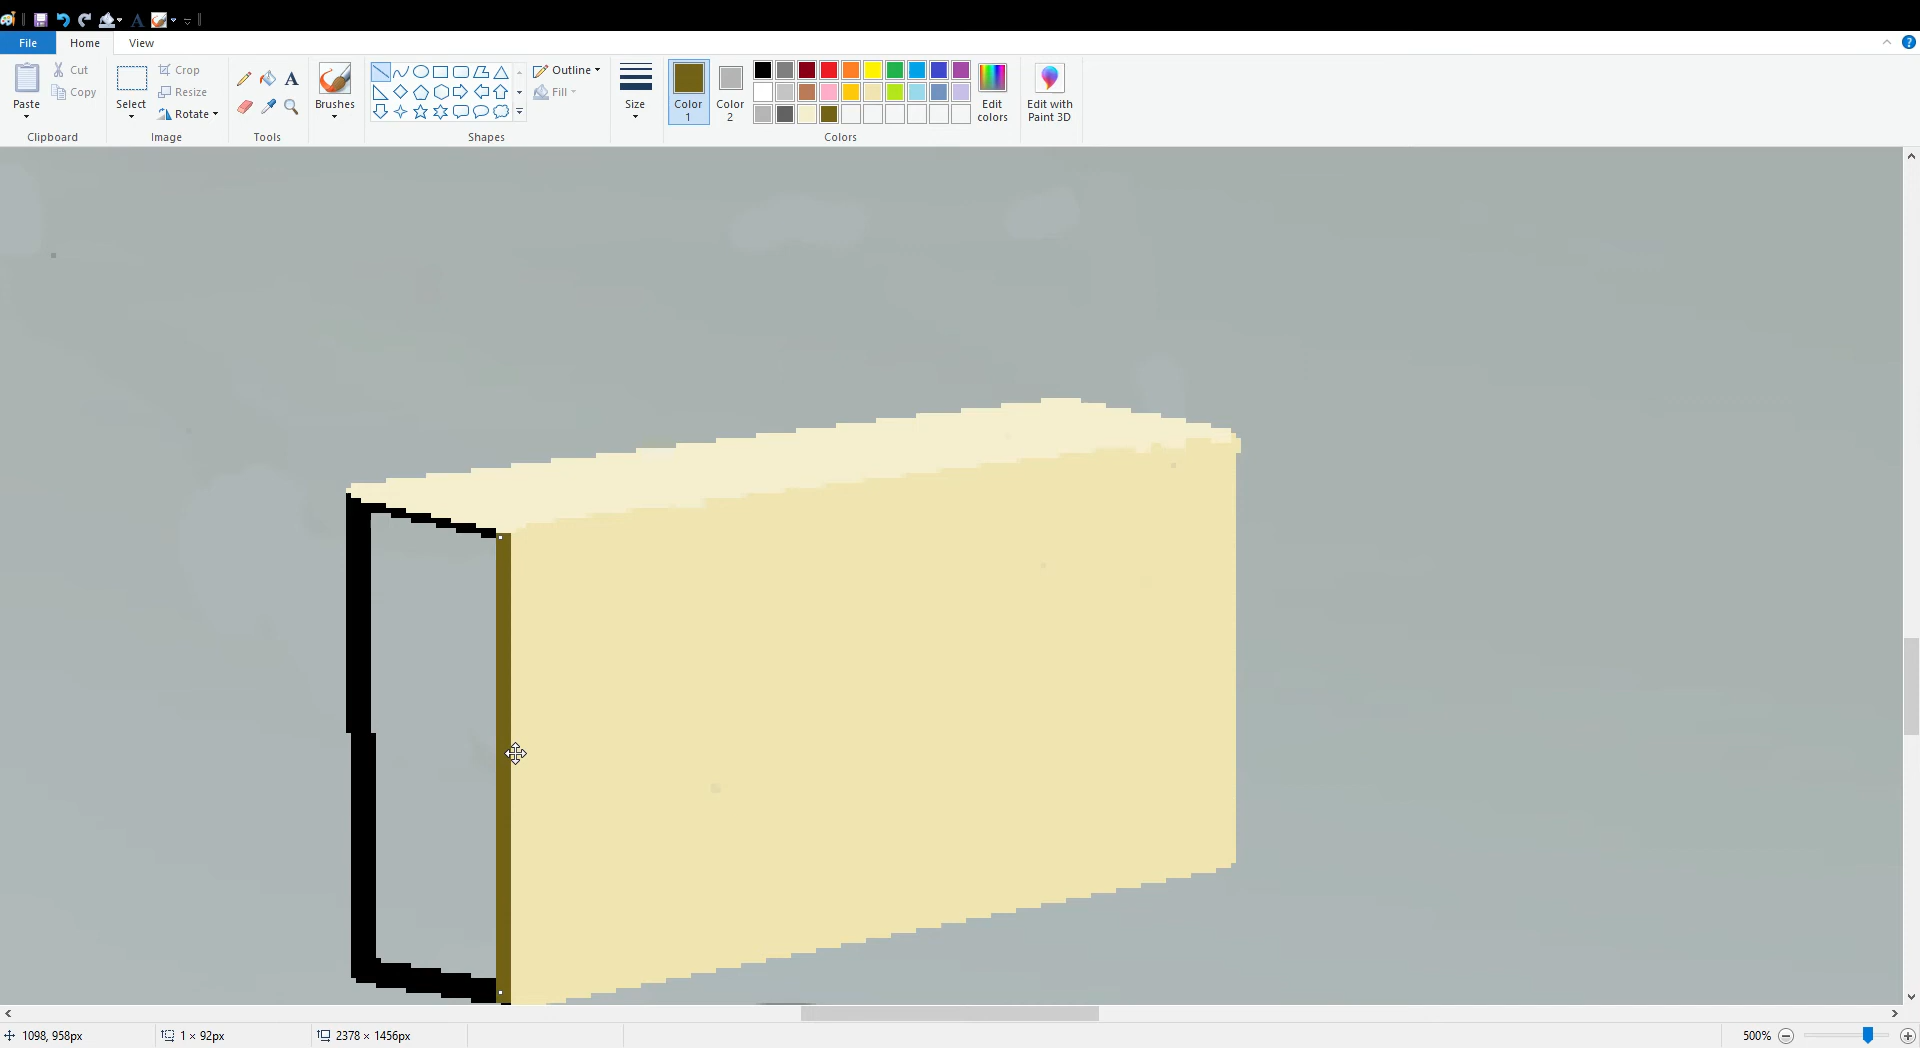 File Home View
Paste
Cut
Copy
Clipboard
Select
Crop
Resize
Rotate
Image
A
Tools
Brushes
Outline
Fill
Shapes
Size
Color 1
Color 2
Edit colors
Colors
Edit with Paint 3D
1098, 958px
1 × 92px
2378 × 1456px
500%